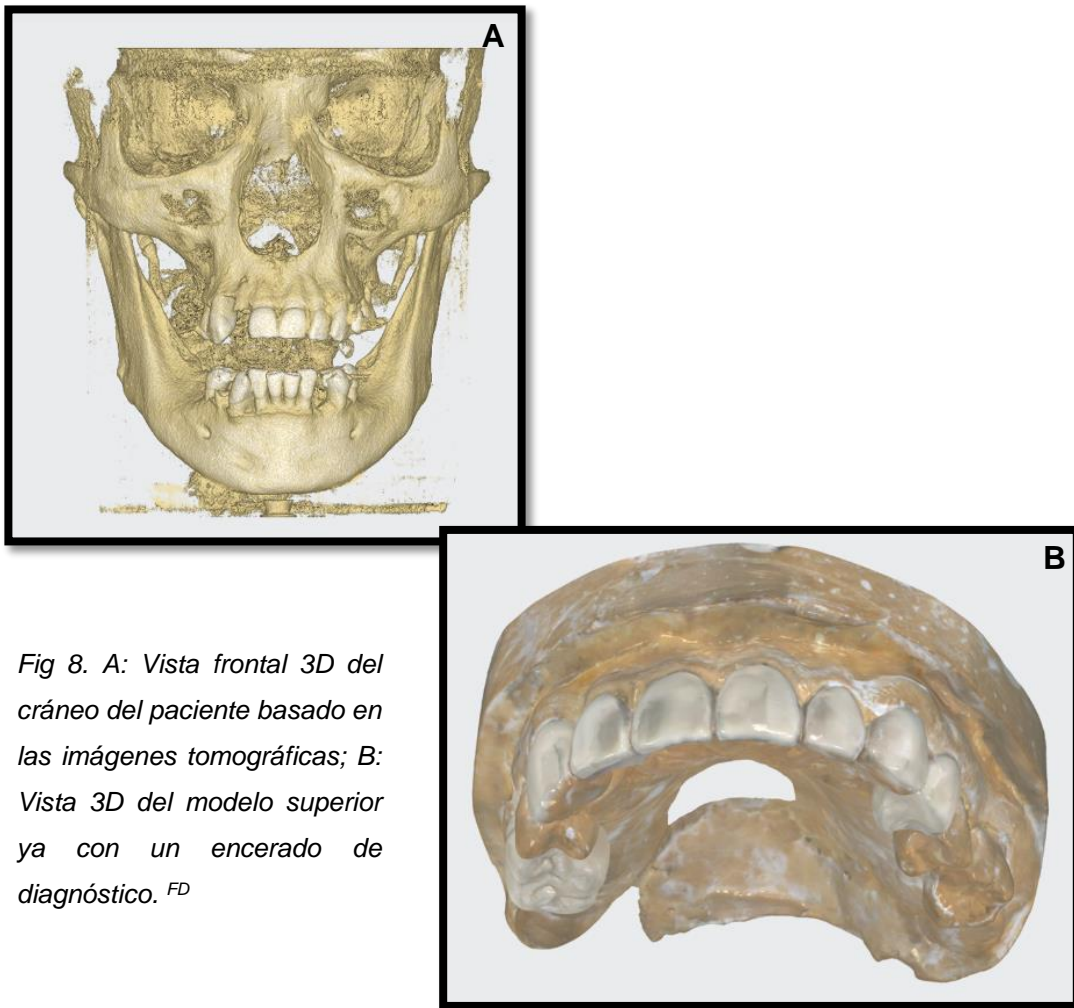 A
B
Fig 8. A: Vista frontal 3D del
cráneo del paciente basado en
las imágenes tomográficas; B:
Vista 3D del modelo superior
ya con un encerado de
diagnóstico. FD